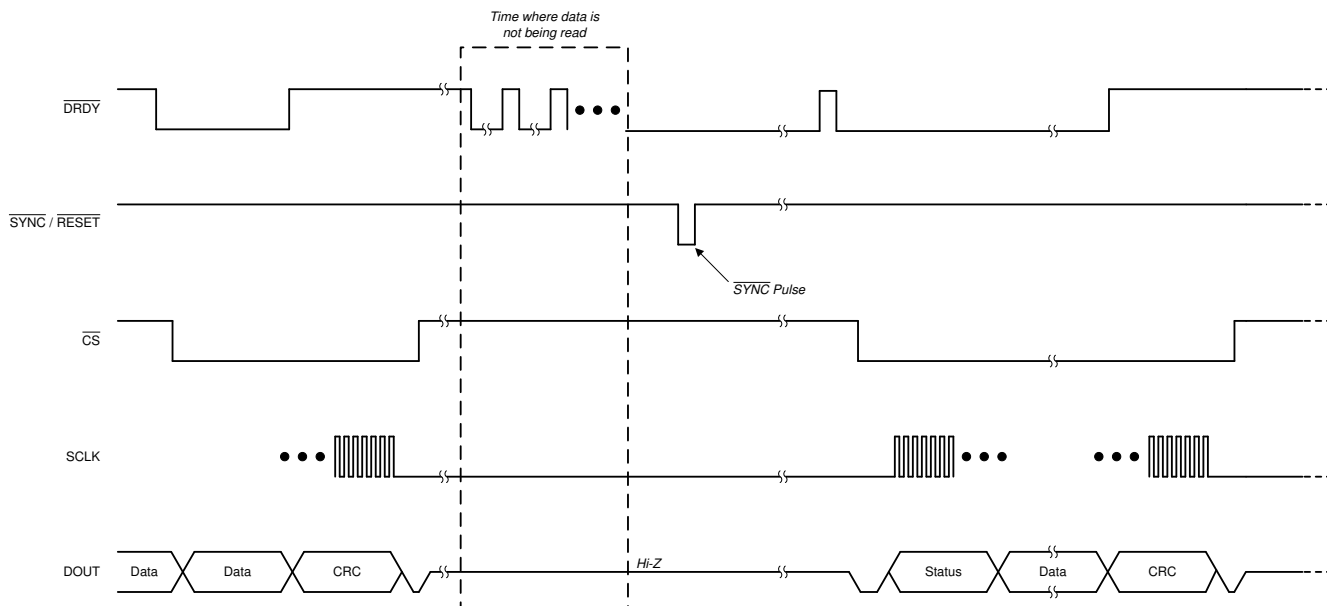 Time where data is
not being read
DRDY
SYNC / RESET
SYNC Pulse
CS
SCLK
Hi-Z
DOUT
Data
Data
CRC
Status
Data
CRC